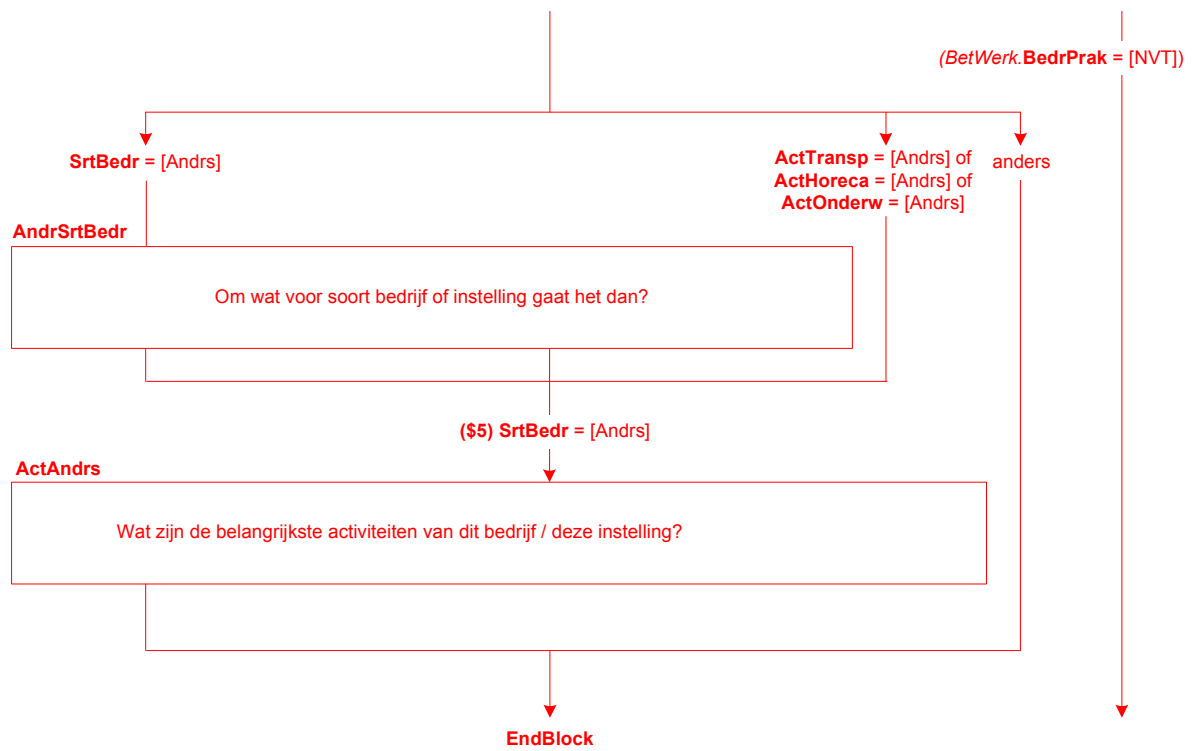 (BetWerk.BedrPrak = [NVT])
SrtBedr = [Andrs]
ActTransp = [Andrs] of
ActHoreca = [Andrs] of
ActOnderw = [Andrs]
anders
AndrSrtBedr
Om wat voor soort bedrijf of instelling gaat het dan?
($5) SrtBedr = [Andrs]
ActAndrs
Wat zijn de belangrijkste activiteiten van dit bedrijf / deze instelling?
EndBlock